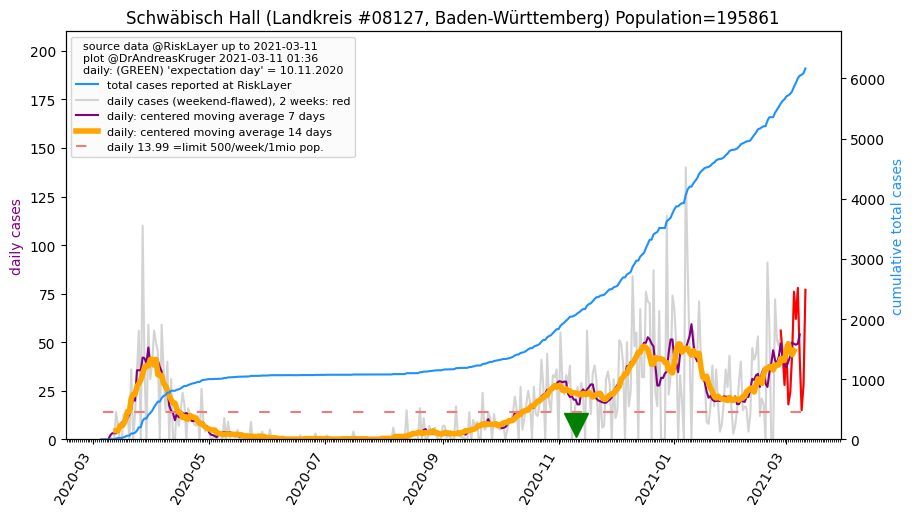 Schwäbisch Hall (Landkreis #08127, Baden-Württemberg) Population=195861
source data @RiskLayer up to 2021-03-11
plot @DrAndreasKruger 2021-03-11 01:36
daily: (GREEN) 'expectation day' = 10.11.2020
total cases reported at RiskLayer
daily cases (weekend-flawed), 2 weeks: red
daily: centered moving average 7 days
daily: centered moving average 14 days
daily 13.99 =limit 500/week/1mio pop.
daily cases
200
175
150
125
100
75
50
25
0
cumulative total cases
6000
5000
4000
3000
2000
1000
0
2020-03
2020-05
2020-07
2020-09
2020-11
2021-01
2021-03